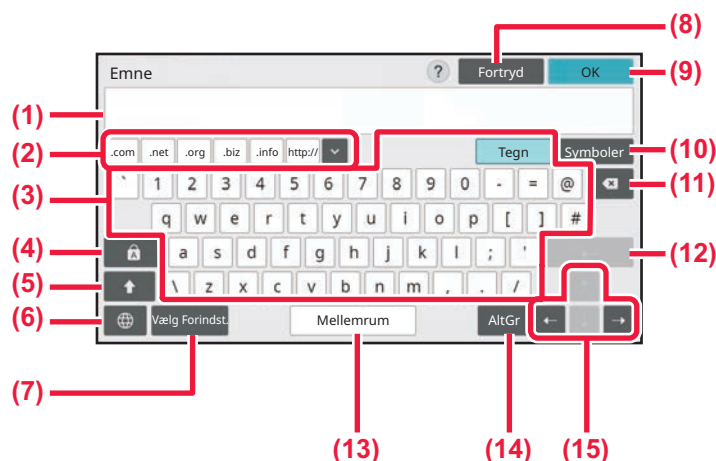 (8)
Emne ? Fortryd OK (9)
(1)
(2) .com .net .org .biz .info http:// Tegn Symboler (10)
(3) ` 1 2 3 4 5 6 7 8 9 0 - = @ (11)
q w e r t y u i o p [ ] #
(4) A a s d f g h j k l ; ' (12)
(5) \ z x c v b n m , . /
(6) Vælg Forindst. Mellemrum AltGr ← →
(7)
(13) (14) (15)